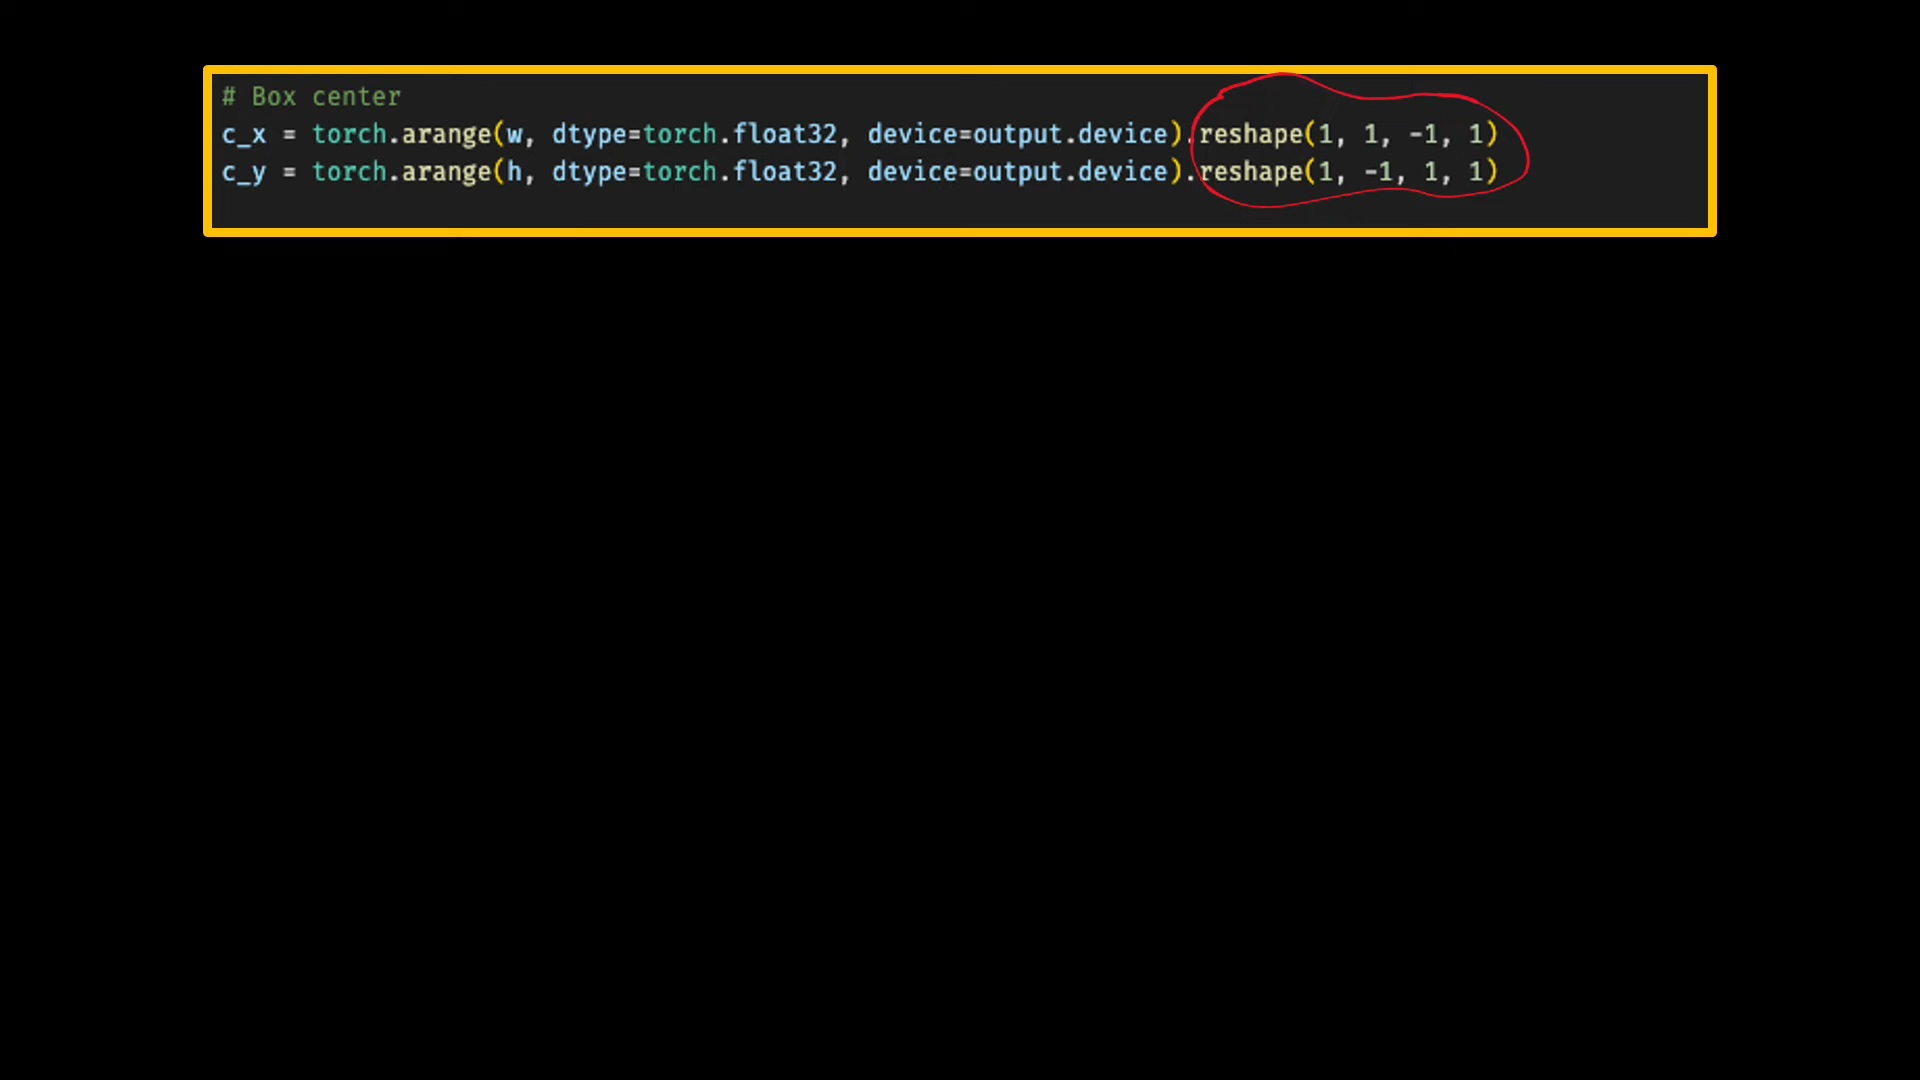 # Box center
c_x = torch.arange(w, dtype=torch.float32, device=output.device).reshape(1, 1, -1, 1)
c_y = torch.arange(h, dtype=torch.float32, device=output.device).reshape(1, -1, 1, 1)